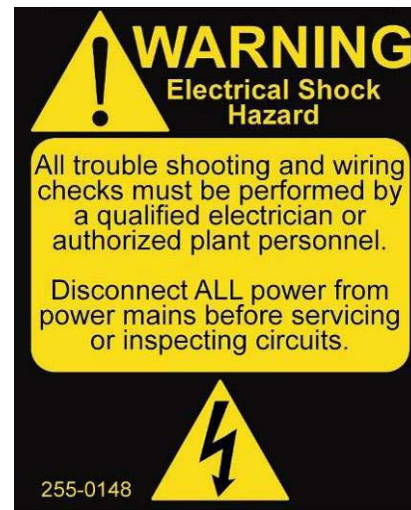 WARNING
Electrical Shock
Hazard
All trouble shooting and wiring
checks must be performed by
a qualified electrician or
authorized plant personnel.
Disconnect ALL power from
power mains before servicing
or inspecting circuits.
255-0148